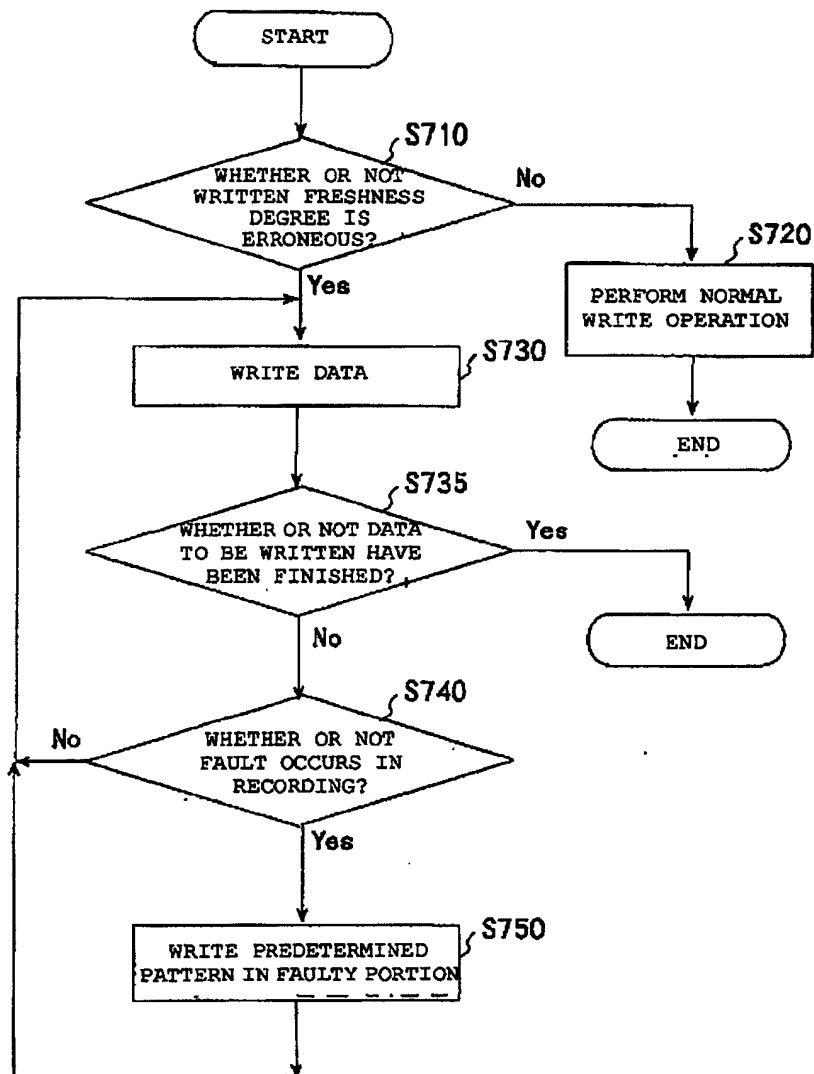 START
S710
WHETHER OR NOT
WRITTEN FRESHNESS
DEGREE IS
ERRONEOUS?
No
Yes
S720
PERFORM NORMAL
WRITE OPERATION
END
S730
WRITE DATA
S735
WHETHER OR NOT DATA
TO BE WRITTEN HAVE
BEEN FINISHED?
Yes
No
END
S740
WHETHER OR NOT
FAULT OCCURS IN
RECORDING?
No
Yes
S750
WRITE PREDETERMINED
PATTERN IN FAULTY PORTION